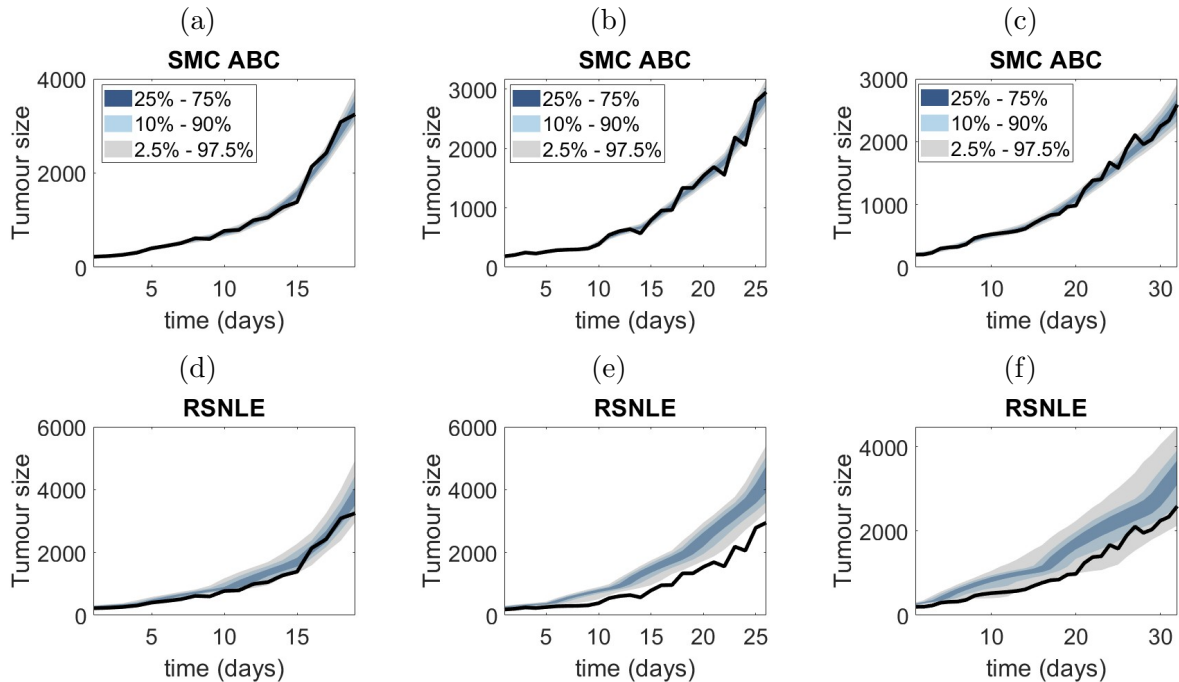 (a)
SMC ABC
4000
2000
0
25% - 75%
10% - 90%
2.5% - 97.5%
Tumour size
5 10 15
time (days)
(b)
SMC ABC
3000
2000
1000
0
25% - 75%
10% - 90%
2.5% - 97.5%
Tumour size
5 10 15 20 25
time (days)
(c)
SMC ABC
3000
2000
1000
0
25% - 75%
10% - 90%
2.5% - 97.5%
Tumour size
10 20 30
time (days)
(d)
RSNLE
6000
4000
2000
0
Tumour size
5 10 15
time (days)
(e)
RSNLE
6000
4000
2000
0
Tumour size
5 10 15 20 25
time (days)
(f)
RSNLE
4000
2000
0
Tumour size
10 20 30
time (days)